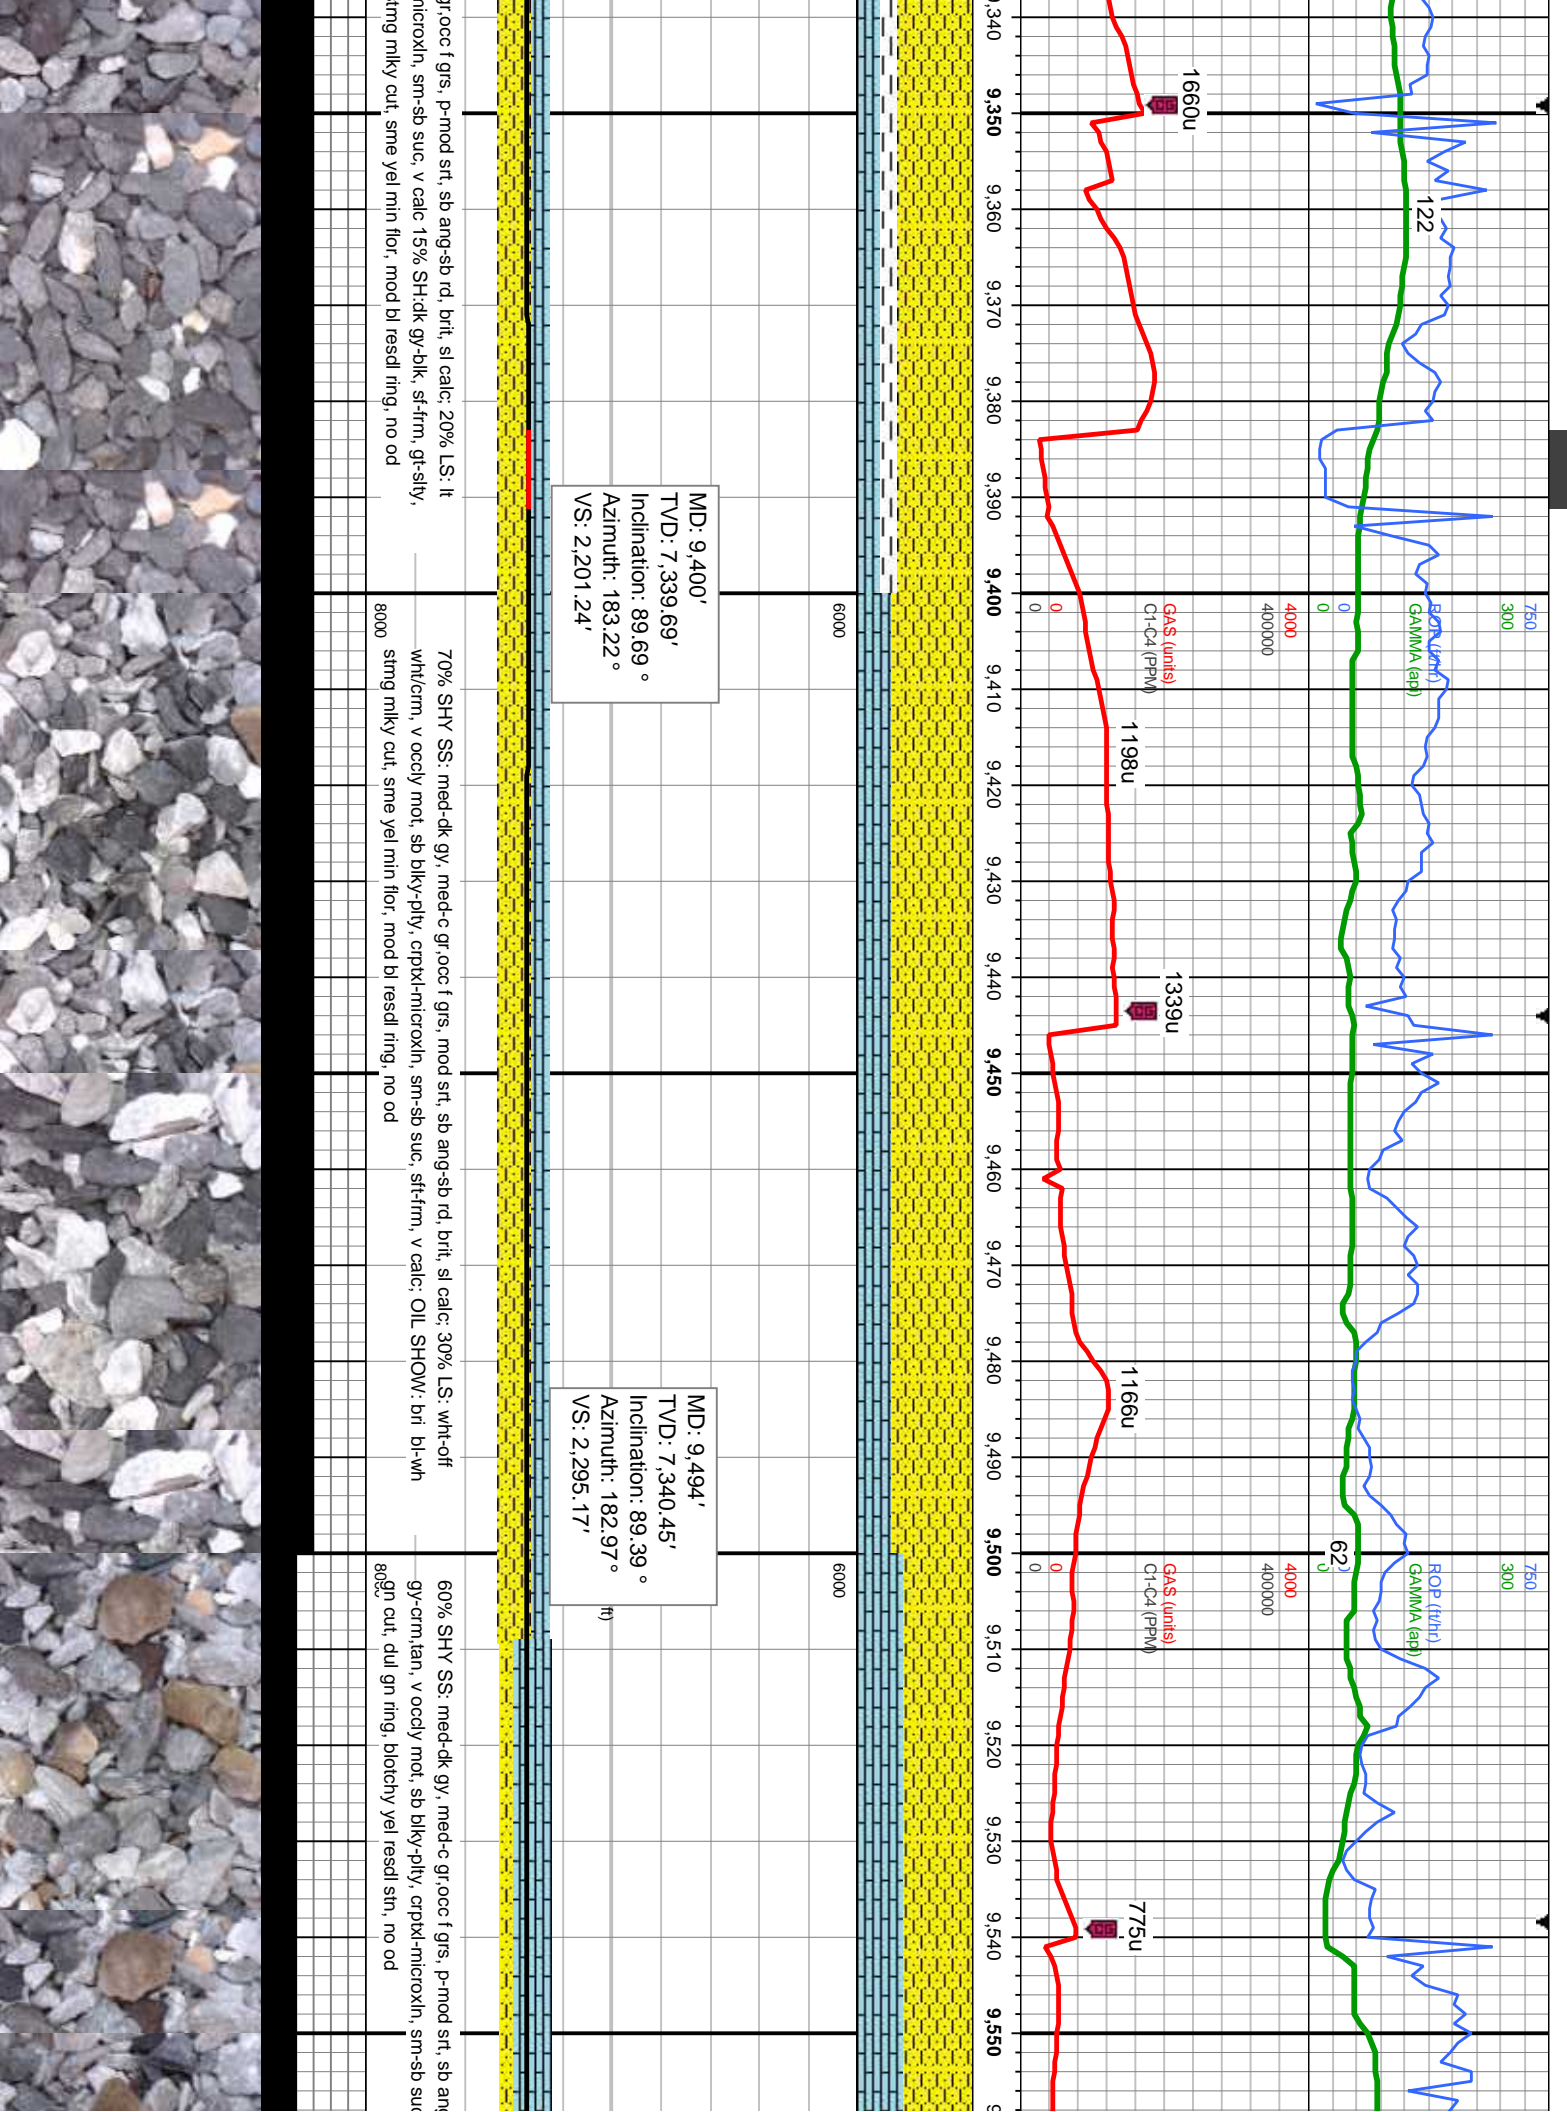 750
300
ROP (ft/hr)
GAMMA (api)
0
0
122
750
300
ROP (ft/hr)
GAMMA (api)
62
4000
400000
GAS (units)
C1-C4 (PPM)
0
0
4000
400000
GAS (units)
C1-C4 (PPM)
0
0
1660u
1198u
1339u
1166u
775u
9,340
9,350
9,360
9,370
9,380
9,390
9,400
9,410
9,420
9,430
9,440
9,450
9,460
9,470
9,480
9,490
9,500
9,510
9,520
9,530
9,540
9,550
6000
6000
MD: 9,400'
TVD: 7,339.69'
Inclination: 89.69 °
Azimuth: 183.22 °
VS: 2,201.24'
MD: 9,494'
TVD: 7,340.45'
Inclination: 89.39 °
Azimuth: 182.97 °
VS: 2,295.17'
ft)
gr,occ f grs, p-mod srt, sb ang-sb rd, brit, sl calc; 20% LS: lt
microxln, sm-sb suc, v calc 15% SH:dk gy-blk, sf-frm, gt-slty,
stmg mlky cut, sme yel min flor, mod bl resdl ring, no od
8000
70% SHY SS: med-dk gy, med-c gr,occ f grs, mod srt, sb ang-sb rd, brit, sl calc; 30% LS: wht-off
wht/crm, v occly mot, sb blky-plty, crptxl-microxln, sm-sb suc, sft-frm, v calc; OIL SHOW: bri bl-wh
stmg mlky cut, sme yel min flor, mod bl resdl ring, no od
60% SHY SS: med-dk gy, med-c gr,occ f grs, p-mod srt, sb ang
gy-crm,tan, v occly mot, sb blky-plty, crptxl-microxln, sm-sb suc
gn cut, dul gn ring, blotchy yel resdl stn, no od